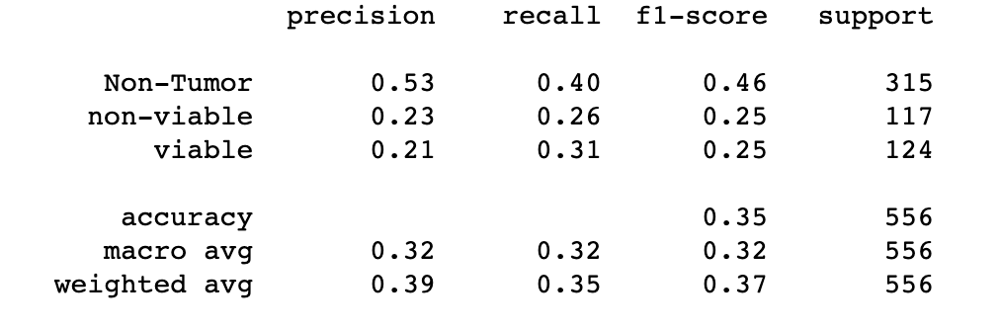 precision recall f1-score support
Non-Tumor 0.53 0.40 0.46 315
non-viable 0.23 0.26 0.25 117
viable 0.21 0.31 0.25 124
accuracy 0.35 556
macro avg 0.32 0.32 0.32 556
weighted avg 0.39 0.35 0.37 556